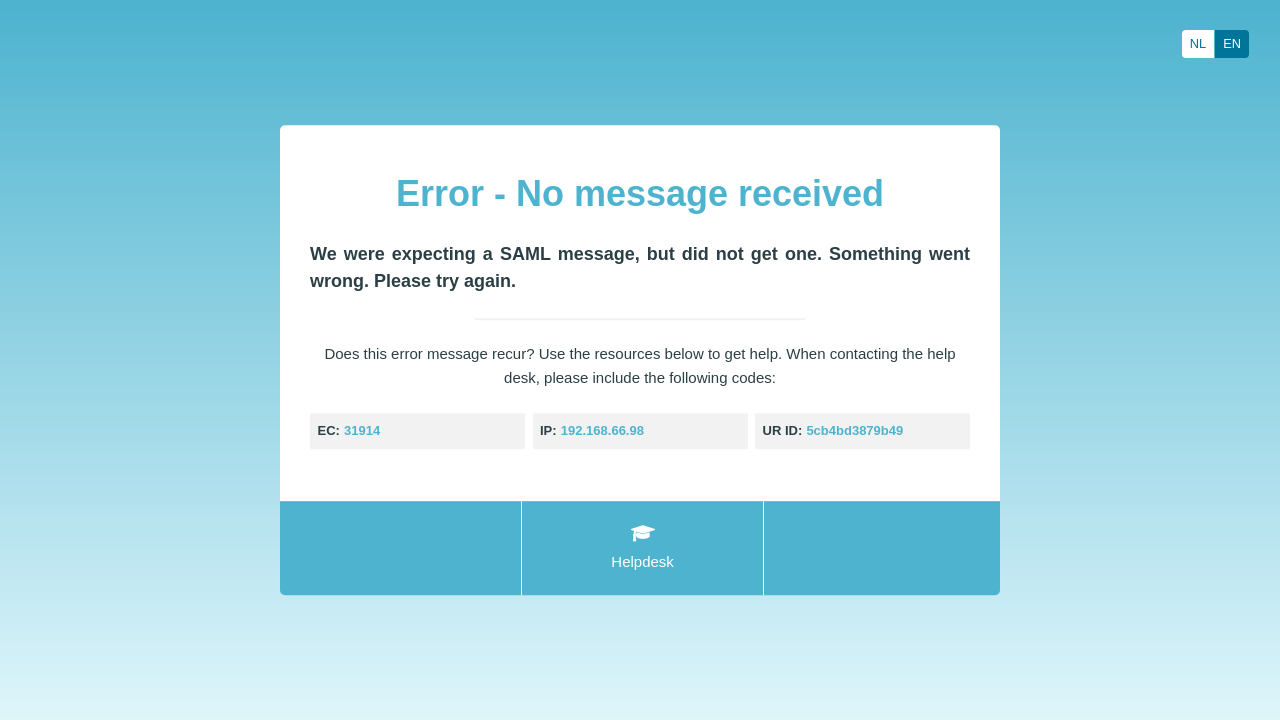 NL EN
Error - No message received
We were expecting a SAML message, but did not get one. Something went
wrong. Please try again.
Does this error message recur? Use the resources below to get help. When contacting the help
desk, please include the following codes:
EC: 31914 IP: 192.168.66.98 UR ID: 5cb4bd3879b49
Helpdesk